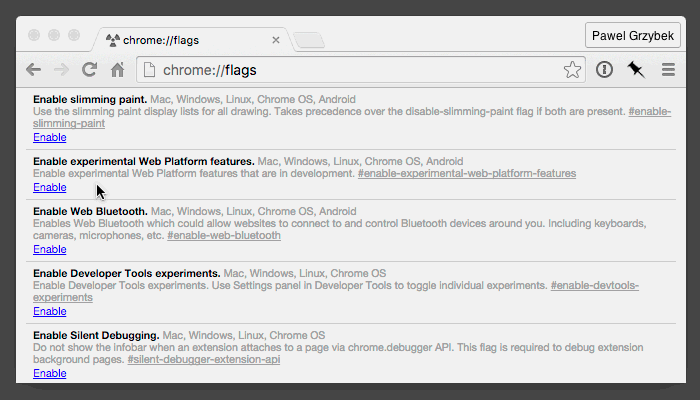 chrome://flags
Pawel Grzybek
chrome://flags
Enable slimming paint. Mac, Windows, Linux, Chrome OS, Android
Use the slimming paint display lists for all drawing. Takes precedence over the disable-slimming-paint flag if both are present. #enable-
slimming-paint
Enable
Enable experimental Web Platform features. Mac, Windows, Linux, Chrome OS, Android
Enable experimental Web Platform features that are in development. #enable-experimental-web-platform-features
Enable
Enable Web Bluetooth. Mac, Windows, Linux, Chrome OS, Android
Enables Web Bluetooth which could allow websites to connect to and control Bluetooth devices around you. Including keyboards,
cameras, microphones, etc. #enable-web-bluetooth
Enable
Enable Developer Tools experiments. Mac, Windows, Linux, Chrome OS
Enable Developer Tools experiments. Use Settings panel in Developer Tools to toggle individual experiments. #enable-devtools-
experiments
Enable
Enable Silent Debugging. Mac, Windows, Linux, Chrome OS
Do not show the infobar when an extension attaches to a page via chrome.debugger API. This flag is required to debug extension
background pages. #silent-debugger-extension-api
Enable